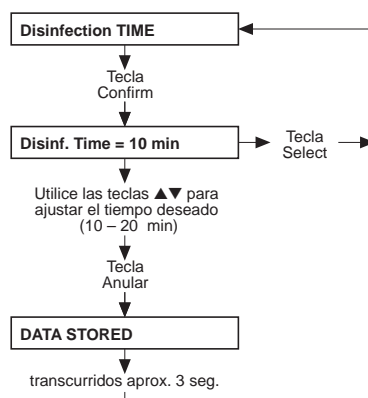 Disinfection TIME
Tecla
Confirm
Disinf. Time = 10 min
Tecla
Select
Utilice las teclas ▲▼ para
ajustar el tiempo deseado
(10 – 20 min)
Tecla
Anular
DATA STORED
transcurridos aprox. 3 seg.